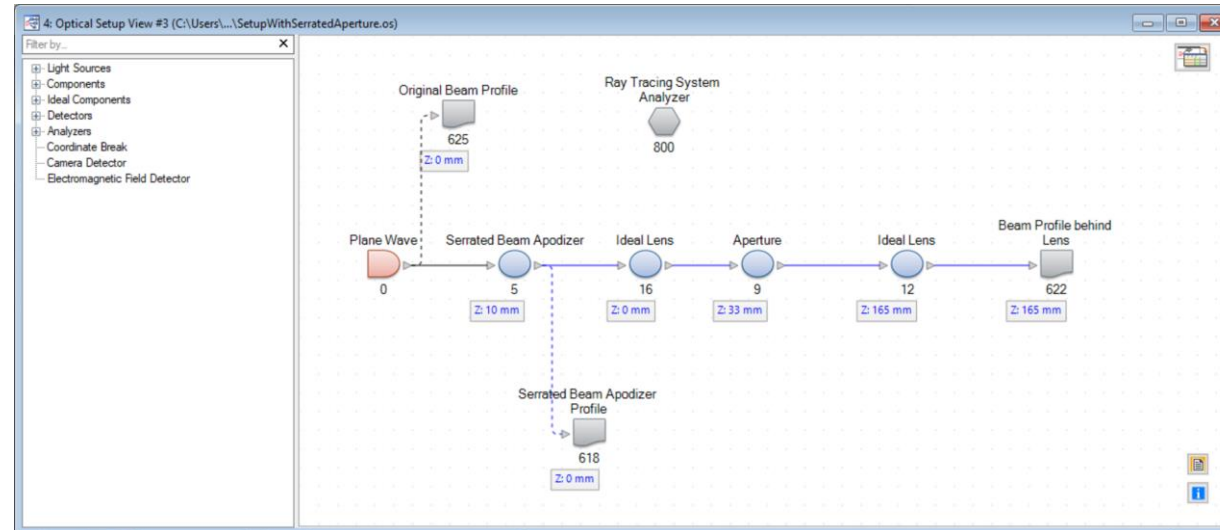 4: Optical Setup View #3 (C:\Users\...\SetupWithSerratedAperture.os)
Filter by...
Light Sources
Components
Ideal Components
Detectors
Analyzers
Coordinate Break
Camera Detector
Electromagnetic Field Detector
Original Beam Profile
625
Z: 0 mm
Ray Tracing System
Analyzer
800
Plane Wave
0
Serrated Beam Apodizer
5
Z: 10 mm
Ideal Lens
16
Z: 0 mm
Aperture
9
Z: 33 mm
Ideal Lens
12
Z: 165 mm
Beam Profile behind
Lens
622
Z: 165 mm
Serrated Beam Apodizer
Profile
618
Z: 0 mm